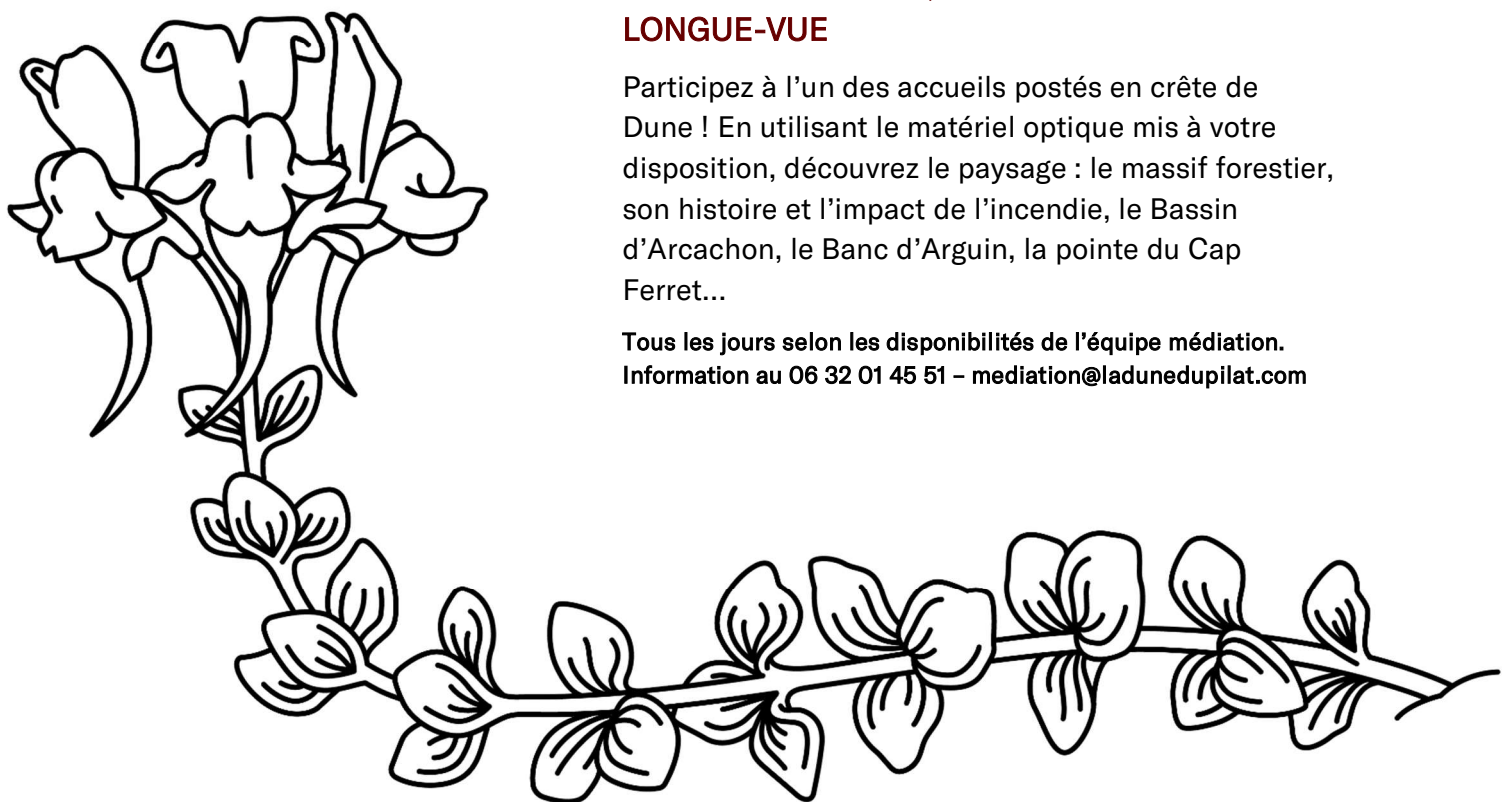 LONGUE-VUE
Participez à l’un des accueils postés en crête de
Dune ! En utilisant le matériel optique mis à votre
disposition, découvrez le paysage : le massif forestier,
son histoire et l’impact de l’incendie, le Bassin
d’Arcachon, le Banc d’Arguin, la pointe du Cap
Ferret…
Tous les jours selon les disponibilités de l’équipe médiation.
Information au 06 32 01 45 51 – mediation@ladunedupilat.com